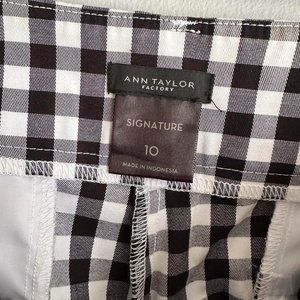 ANN TAYLOR
FACTORY
SIGNATURE
10
MADE IN INDONESIA